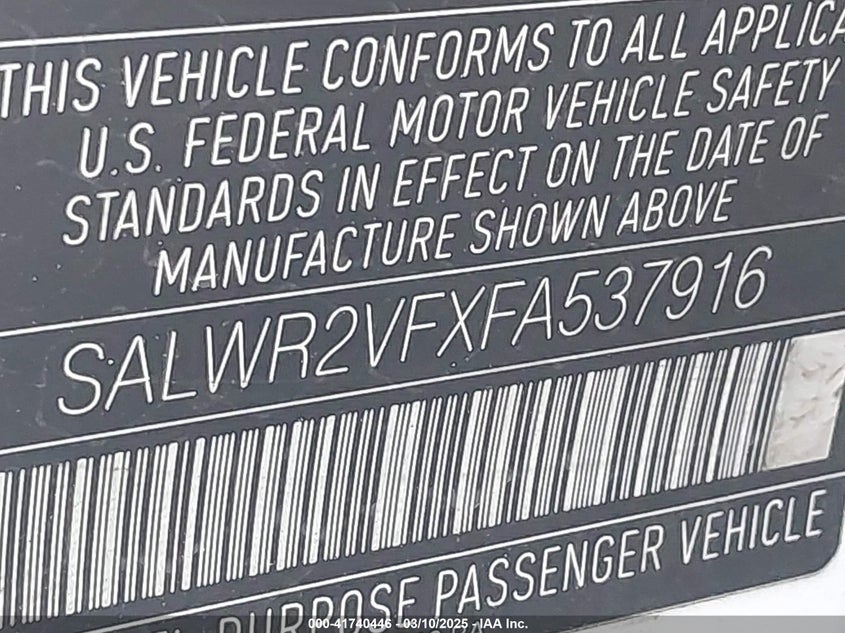 THIS VEHICLE CONFORMS TO ALL APPLICA
U.S. FEDERAL MOTOR VEHICLE SAFETY
STANDARDS IN EFFECT ON THE DATE OF
MANUFACTURE SHOWN ABOVE
SALWR2VFXFA537916
PURPOSE PASSENGER VEHICLE
000-41740446 - 03/10/2025 - IAA Inc.